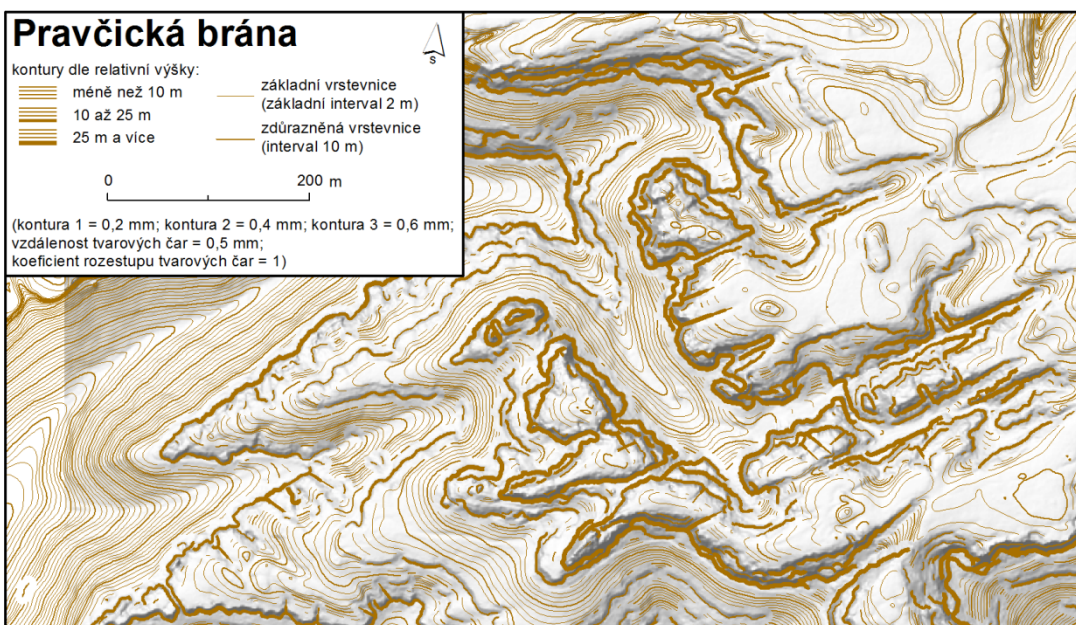 Pravčická brána
S
kontury dle relativní výšky:
méně než 10 m
10 až 25 m
25 m a více
základní vrstevnice
(základní interval 2 m)
zdůrazněná vrstevnice
(interval 10 m)
0 200 m
(kontura 1 = 0,2 mm; kontura 2 = 0,4 mm; kontura 3 = 0,6 mm;
vzdálenost tvarových čar = 0,5 mm;
koeficient rozestupu tvarových čar = 1)